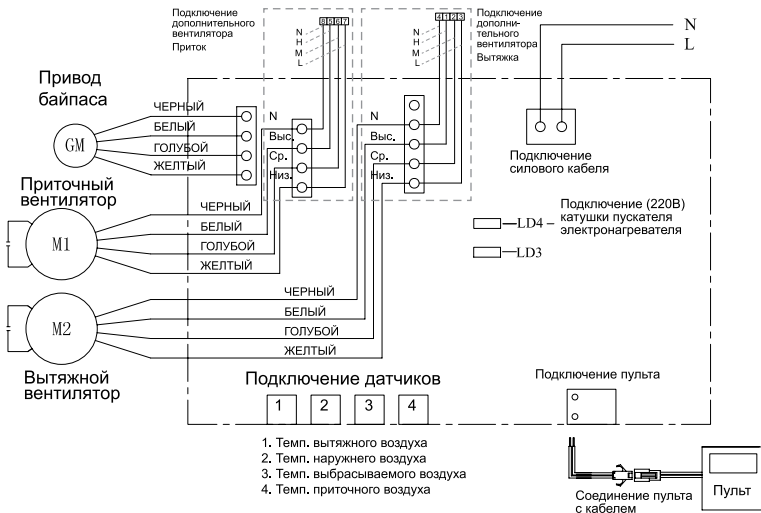 Подключение
дополнительного
вентилятора
Приток
N
H
M
L
8 5 6 7
N
H
M
L
4 1 2 3
Подключение
дополни-
тельного
вентилятора
Вытяжка
N
L
Привод
байпаса
GM
ЧЕРНЫЙ
БЕЛЫЙ
ГОЛУБОЙ
ЖЕЛТЫЙ
N
Выс.
Ср.
Низ.
N
Выс.
Ср.
Низ.
Подключение
силового кабеля
Приточный
вентилятор
M1
ЧЕРНЫЙ
БЕЛЫЙ
ГОЛУБОЙ
ЖЕЛТЫЙ
LD4
LD3
Подключение (220В)
катушки пускателя
электронагревателя
M2
ЧЕРНЫЙ
БЕЛЫЙ
ГОЛУБОЙ
ЖЕЛТЫЙ
Вытяжной
вентилятор
Подключение датчиков
1 2 3 4
1. Темп. вытяжного воздуха
2. Темп. наружнего воздуха
3. Темп. выбрасываемого воздуха
4. Темп. приточного воздуха
Подключение пульта
Соединение пульта
с кабелем
Пульт